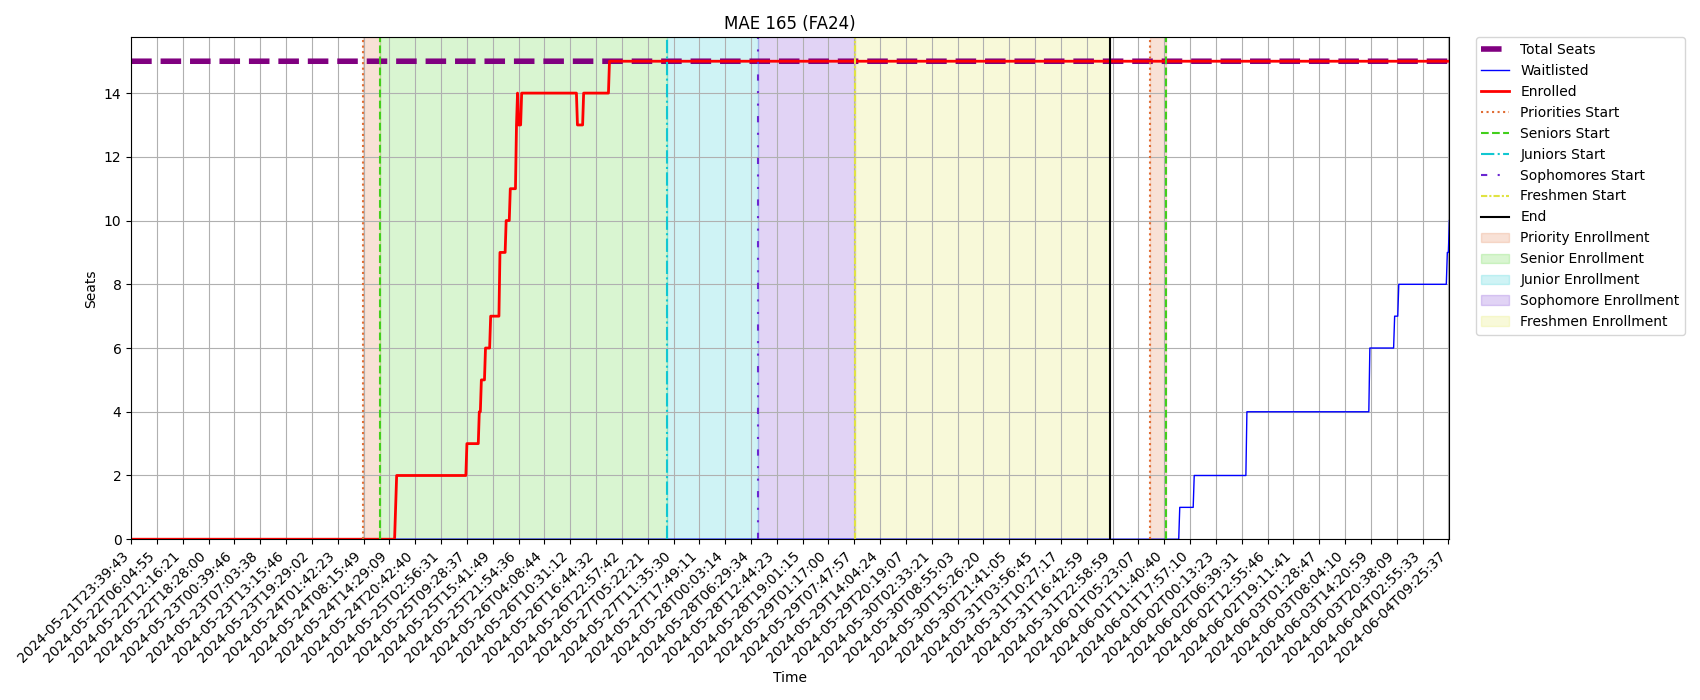 MAE 165 (FA24)
Seats
14
12
10
8
6
4
2
0
2024-05-21T23:39:43
2024-05-22T06:04:55
2024-05-22T12:16:21
2024-05-22T18:28:00
2024-05-23T00:39:46
2024-05-23T07:03:38
2024-05-23T13:15:46
2024-05-23T19:29:02
2024-05-24T01:42:23
2024-05-24T08:15:49
2024-05-24T14:29:09
2024-05-24T20:42:40
2024-05-25T02:56:31
2024-05-25T09:28:37
2024-05-25T15:41:49
2024-05-25T21:54:36
2024-05-26T04:08:44
2024-05-26T10:31:12
2024-05-26T16:44:32
2024-05-26T22:57:42
2024-05-27T05:22:21
2024-05-27T11:35:30
2024-05-27T17:49:11
2024-05-28T00:03:14
2024-05-28T06:29:34
2024-05-28T12:44:23
2024-05-28T19:01:15
2024-05-29T01:17:00
2024-05-29T07:47:57
2024-05-29T14:04:24
2024-05-29T20:19:07
2024-05-30T02:33:21
2024-05-30T08:55:03
2024-05-30T15:26:20
2024-05-30T21:41:05
2024-05-31T03:56:45
2024-05-31T10:27:17
2024-05-31T16:42:59
2024-05-31T22:58:59
2024-06-01T05:23:07
2024-06-01T11:40:40
2024-06-01T17:57:10
2024-06-02T00:13:23
2024-06-02T06:39:31
2024-06-02T12:55:46
2024-06-02T19:11:41
2024-06-03T01:28:47
2024-06-03T08:04:10
2024-06-03T14:20:59
2024-06-03T20:38:09
2024-06-04T02:55:33
2024-06-04T09:25:37
Time
Total Seats
Waitlisted
Enrolled
Priorities Start
Seniors Start
Juniors Start
Sophomores Start
Freshmen Start
End
Priority Enrollment
Senior Enrollment
Junior Enrollment
Sophomore Enrollment
Freshmen Enrollment